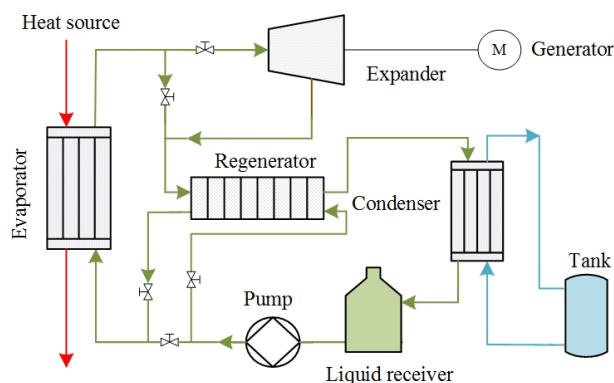 Heat source
M
Generator
Expander
Evaporator
Regenerator
Condenser
Tank
Pump
Liquid receiver